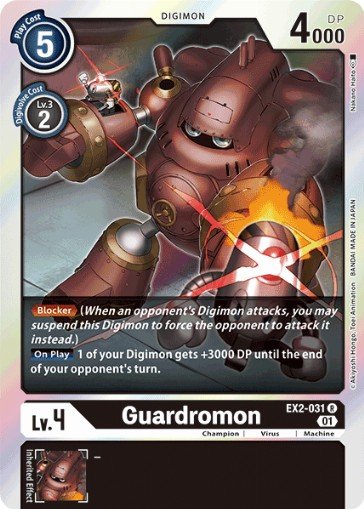 Play Cost
5
DIGIMON
DP
4000
Digivolve Cost
Lv.3
2
Nakano Haito
©Akiyoshi Hongo, Toei Animation BANDAI MADE IN JAPAN
Blocker (When an opponent's Digimon attacks, you may
suspend this Digimon to force the opponent to attack it
instead.)
On Play 1 of your Digimon gets +3000 DP until the end
of your opponent's turn.
Lv.4
Guardromon
EX2-031 R
01
Champion Virus Machine
Inherited Effect
-